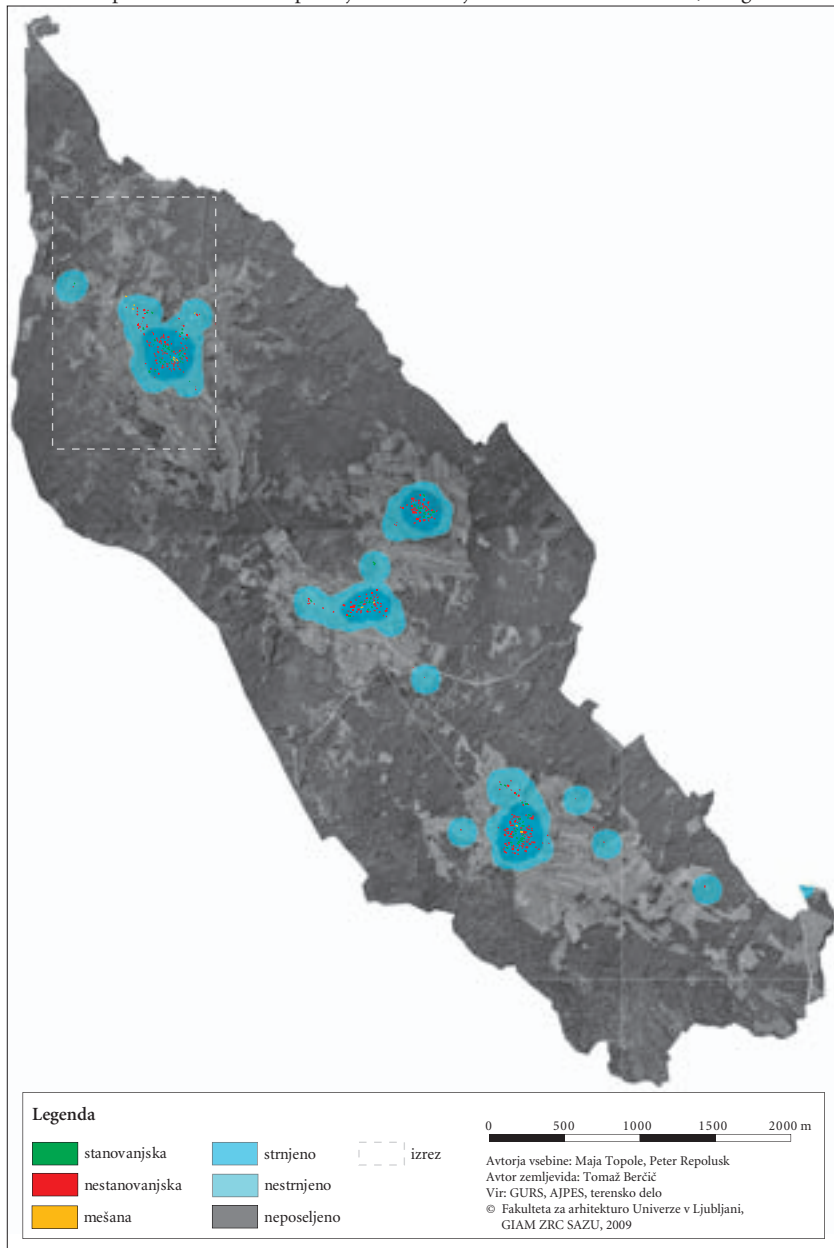 Legenda
stanovanjska
nestanovanjska
mešana
strnjeno
nestrnjeno
neposeljeno
izrez
0 500 1000 1500 2000 m
Avtorja vsebine: Maja Topole, Peter Repolusk
Avtor zemljevida: Tomaž Berčič
Vir: GURS, AJPES, terensko delo
© Fakulteta za arhitekturo Univerze v Ljubljani,
GIAM ZRC SAZU, 2009